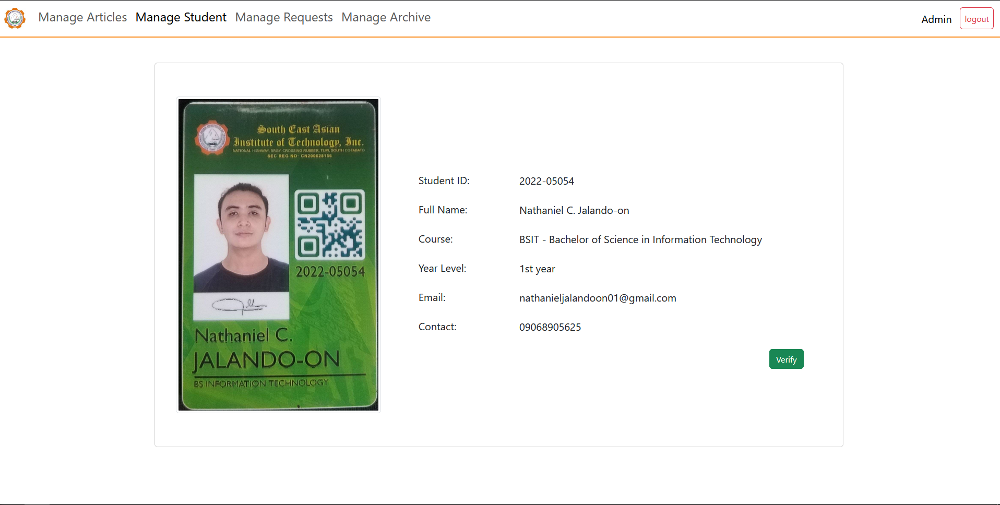 Manage Articles Manage Student Manage Requests Manage Archive Admin logout
South East Asian
Institute of Technology, Inc.
NATIONAL HIGHWAY, BRGY. CROSSING RUBBER, TUPI, SOUTH COTABATO
SEC REG NO: CN200628156
2022-05054
Nathaniel C.
JALANDO-ON
BS INFORMATION TECHNOLOGY
Student ID: 2022-05054
Full Name: Nathaniel C. Jalando-on
Course: BSIT - Bachelor of Science in Information Technology
Year Level: 1st year
Email: nathanieljalandoon01@gmail.com
Contact: 09068905625
Verify